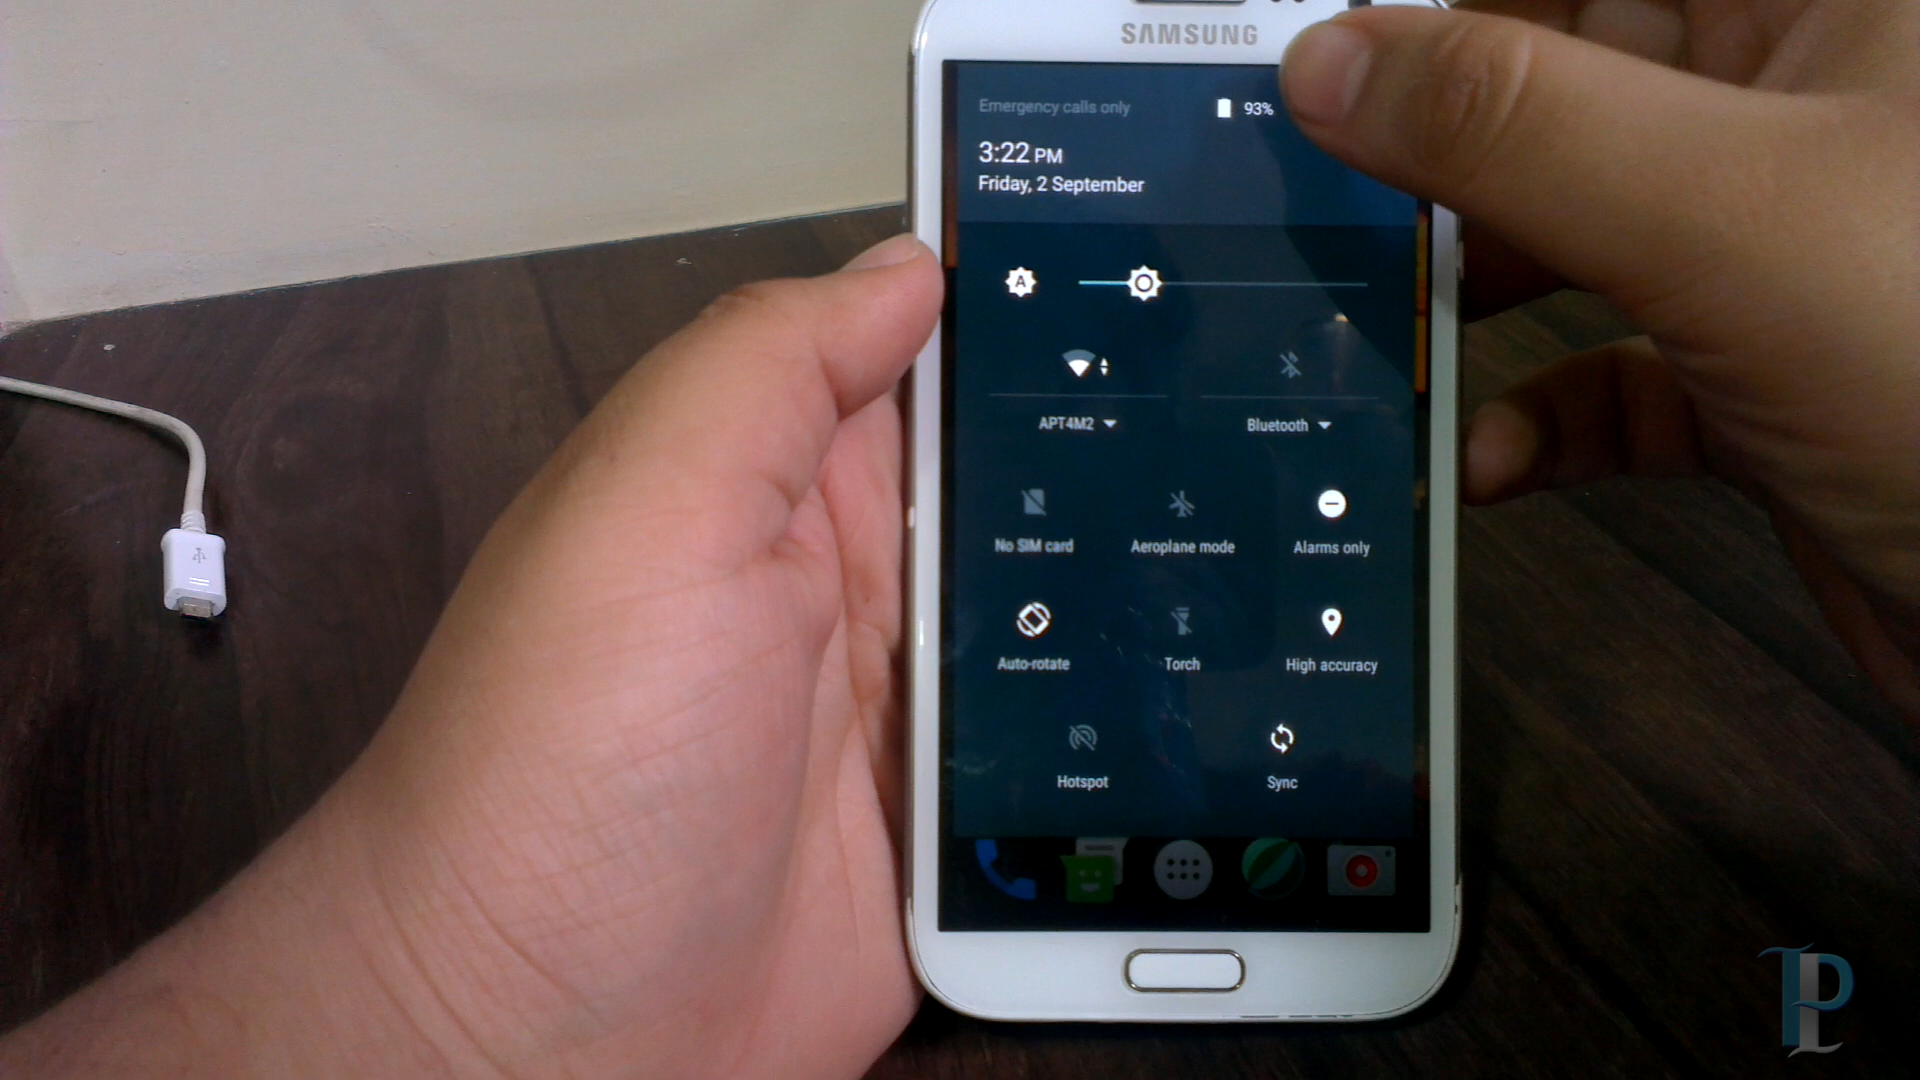 SAMSUNG
Emergency calls only 93%
3:22 PM
Friday, 2 September
A
APT4M2 Bluetooth
No SIM card Aeroplane mode Alarms only
Auto-rotate Torch High accuracy
Hotspot Sync
PL